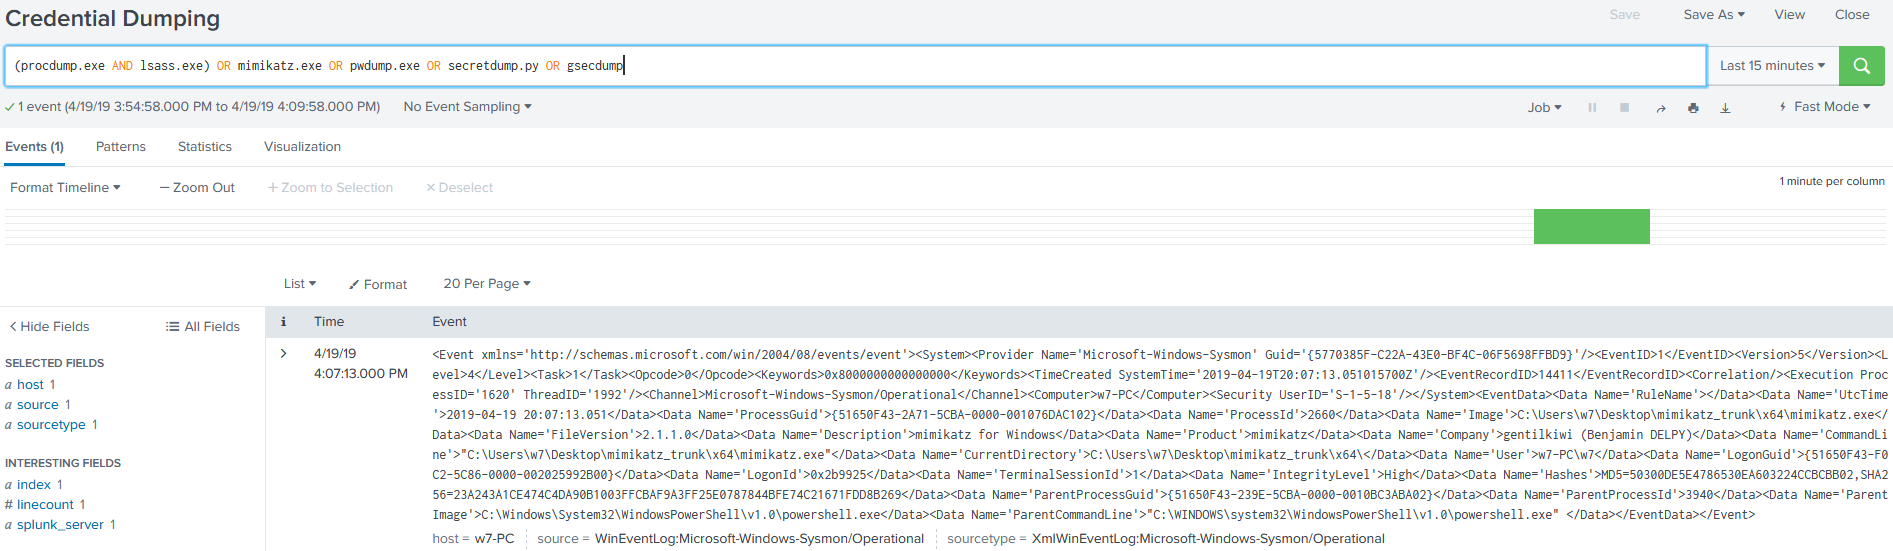 Credential Dumping
Save Save As View Close
(procdump.exe AND lsass.exe) OR mimikatz.exe OR pwdump.exe OR secretdump.py OR gsecdump
Last 15 minutes
1 event (4/19/19 3:54:58.000 PM to 4/19/19 4:09:58.000 PM) No Event Sampling
Job Fast Mode
Events (1) Patterns Statistics Visualization
Format Timeline — Zoom Out + Zoom to Selection × Deselect
1 minute per column
List Format 20 Per Page
< Hide Fields All Fields
i Time Event
SELECTED FIELDS
a host 1
a source 1
a sourcetype 1
INTERESTING FIELDS
a index 1
# linecount 1
a splunk_server 1
4/19/19
4:07:13.000 PM
<Event xmlns='http://schemas.microsoft.com/win/2004/08/events/event'><System><Provider Name='Microsoft-Windows-Sysmon' Guid='{5770385F-C22A-43E0-BF4C-06F5698FFBD9}'/><EventID>1</EventID><Version>5</Version><L
evel>4</Level><Task>1</Task><Opcode>0</Opcode><Keywords>0x8000000000000000</Keywords><TimeCreated SystemTime='2019-04-19T20:07:13.051015700Z'/><EventRecordID>14411</EventRecordID><Correlation/><Execution Proc
essID='1620' ThreadID='1992'/><Channel>Microsoft-Windows-Sysmon/Operational</Channel><Computer>w7-PC</Computer><Security UserID='S-1-5-18'/></System><EventData><Data Name='RuleName'></Data><Data Name='UtcTime
'>2019-04-19 20:07:13.051</Data><Data Name='ProcessGuid'>{51650F43-2A71-5CBA-0000-001076DAC102}</Data><Data Name='ProcessId'>2660</Data><Data Name='Image'>C:\Users\w7\Desktop\mimikatz_trunk\x64\mimikatz.exe</
Data><Data Name='FileVersion'>2.1.1.0</Data><Data Name='Description'>mimikatz for Windows</Data><Data Name='Product'>mimikatz</Data><Data Name='Company'>gentilkiwi (Benjamin DELPY)</Data><Data Name='CommandLi
ne'>"C:\Users\w7\Desktop\mimikatz_trunk\x64\mimikatz.exe"</Data><Data Name='CurrentDirectory'>C:\Users\w7\Desktop\mimikatz_trunk\x64\</Data><Data Name='User'>w7-PC\w7</Data><Data Name='LogonGuid'>{51650F43-F0
C2-5C86-0000-002025992B00}</Data><Data Name='LogonId'>0x2b9925</Data><Data Name='TerminalSessionId'>1</Data><Data Name='IntegrityLevel'>High</Data><Data Name='Hashes'>MD5=50300DE5E4786530EA603224CCBCBB02,SHA2
56=23A243A1CE474C4DA90B1003FFCBAF9A3FF25E0787844BFE74C21671FDD8B269</Data><Data Name='ParentProcessGuid'>{51650F43-239E-5CBA-0000-0010BC3ABA02}</Data><Data Name='ParentProcessId'>3940</Data><Data Name='Parent
Image'>C:\Windows\System32\WindowsPowerShell\v1.0\powershell.exe</Data><Data Name='ParentCommandLine'>"C:\WINDOWS\system32\WindowsPowerShell\v1.0\powershell.exe" </Data></EventData></Event>
host = w7-PC source = WinEventLog:Microsoft-Windows-Sysmon/Operational sourcetype = XmlWinEventLog:Microsoft-Windows-Sysmon/Operational